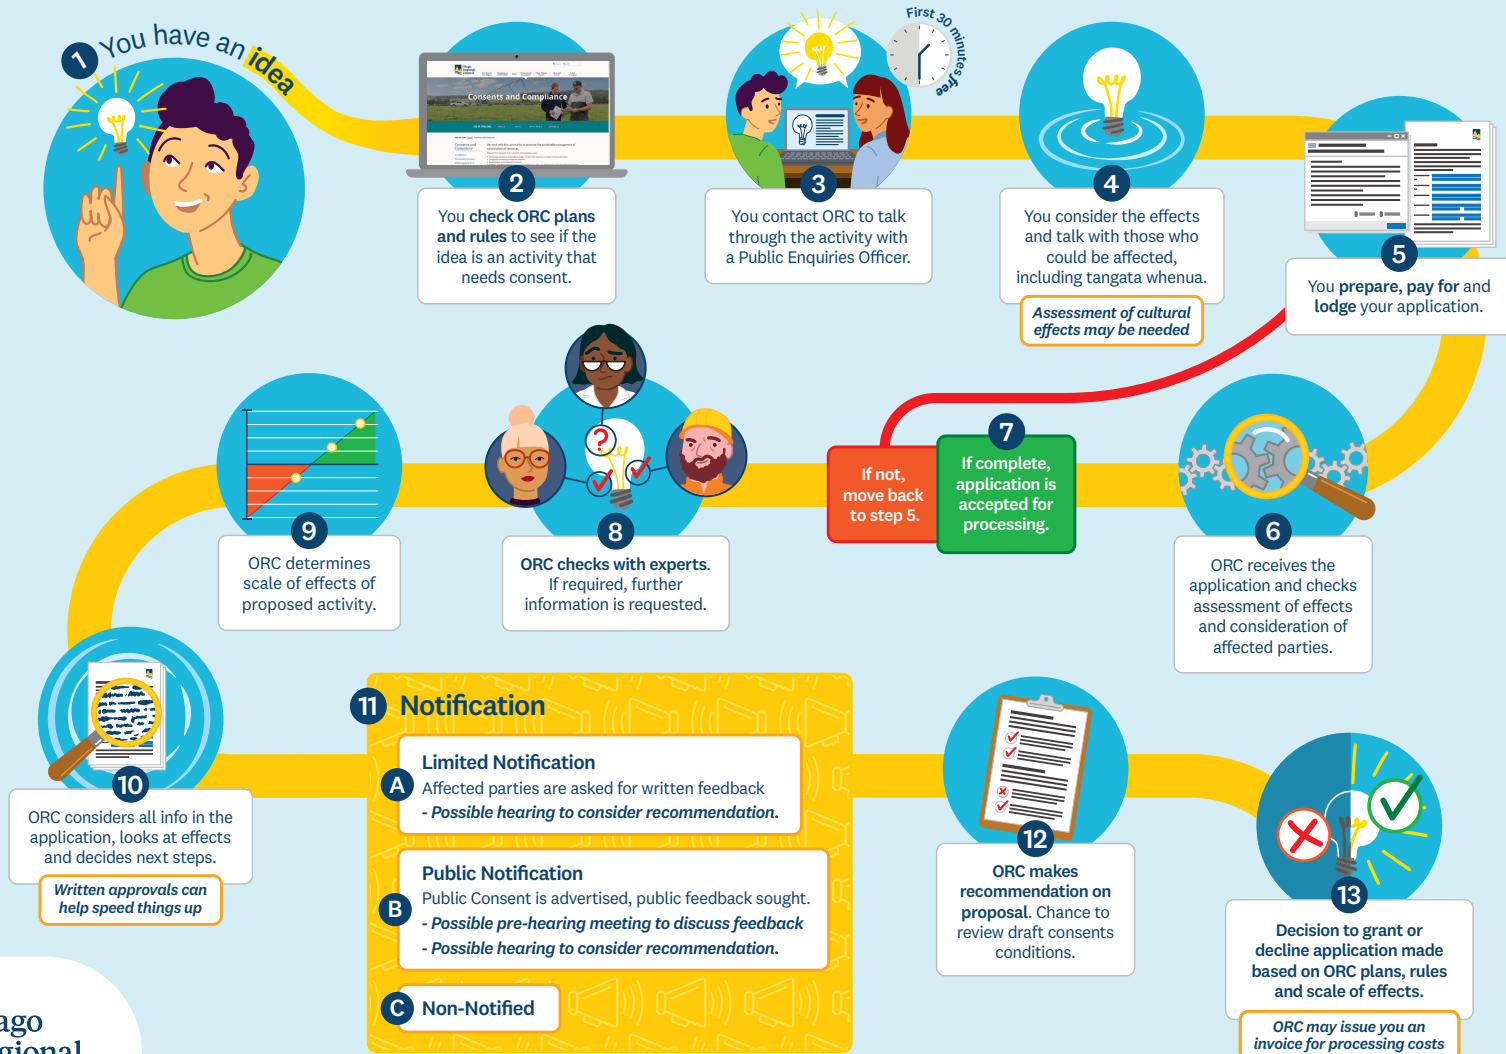 1 You have an idea
Consents and Compliance
2
You check ORC plans
and rules to see if the
idea is an activity that
needs consent.
First 30 minutes free
3
You contact ORC to talk
through the activity with
a Public Enquiries Officer.
4
You consider the effects
and talk with those who
could be affected,
including tangata whenua.
Assessment of cultural
effects may be needed
5
You prepare, pay for and
lodge your application.
6
ORC receives the
application and checks
assessment of effects
and consideration of
affected parties.
7
If complete,
application is
accepted for
processing.
If not,
move back
to step 5.
?
8
ORC checks with experts.
If required, further
information is requested.
9
ORC determines
scale of effects of
proposed activity.
10
ORC considers all info in the
application, looks at effects
and decides next steps.
Written approvals can
help speed things up
11 Notification
A
Limited Notification
Affected parties are asked for written feedback
- Possible hearing to consider recommendation.
B
Public Notification
Public Consent is advertised, public feedback sought.
- Possible pre-hearing meeting to discuss feedback
- Possible hearing to consider recommendation.
C Non-Notified
12
ORC makes
recommendation on
proposal. Chance to
review draft consents
conditions.
13
Decision to grant or
decline application made
based on ORC plans, rules
and scale of effects.
ORC may issue you an
invoice for processing costs
ago
gional